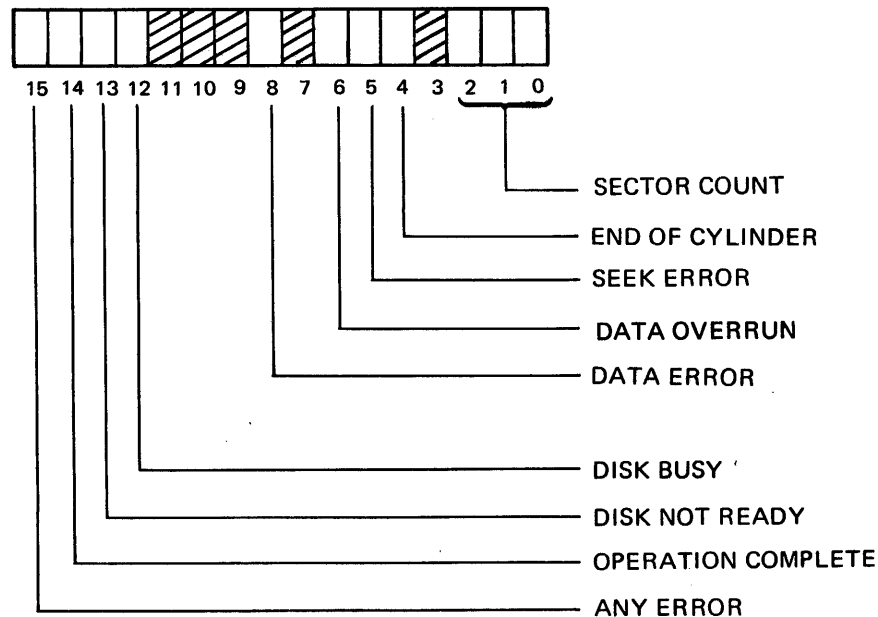 15 14 13 12 11 10 9 8 7 6 5 4 3 2 1 0
SECTOR COUNT
END OF CYLINDER
SEEK ERROR
DATA OVERRUN
DATA ERROR
DISK BUSY
DISK NOT READY
OPERATION COMPLETE
ANY ERROR